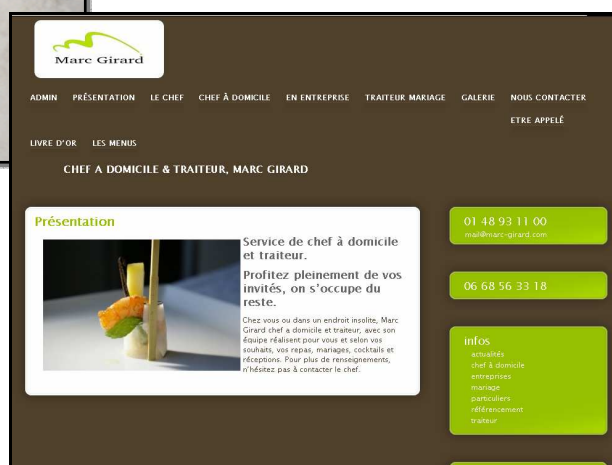 Marc Girard
ADMIN PRÉSENTATION LE CHEF CHEF À DOMICILE EN ENTREPRISE TRAITEUR MARIAGE GALERIE NOUS CONTACTER
ETRE APPELÉ
LIVRE D'OR LES MENUS
CHEF A DOMICILE & TRAITEUR, MARC GIRARD
Présentation
Service de chef à domicile
et traiteur.
Profitez pleinement de vos
invités, on s'occupe du
reste.
Chez vous ou dans un endroit insolite, Marc
Girard chef a domicile et traiteur, avec son
équipe réalisent pour vous et selon vos
souhaits, vos repas, mariages, cocktails et
réceptions. Pour plus de renseignements,
n'hésitez pas à contacter le chef.
01 48 93 11 00
mail@marc-girard.com
06 68 56 33 18
infos
actualités
chef à domicile
entreprises
mariage
particuliers
référencement
traiteur